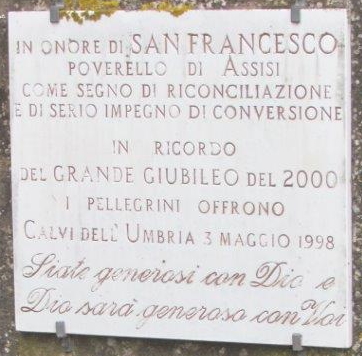 IN ONORE DI SAN FRANCESCO
POVERELLO DI ASSISI
COME SEGNO DI RICONCILIAZIONE
E DI SERIO IMPEGNO DI CONVERSIONE
IN RICORDO
DEL GRANDE GIUBILEO DEL 2000
I PELLEGRINI OFFRONO
CALVI DELL'UMBRIA 3 MAGGIO 1998
Siate generosi con Dio e
Dio sarà generoso con Voi